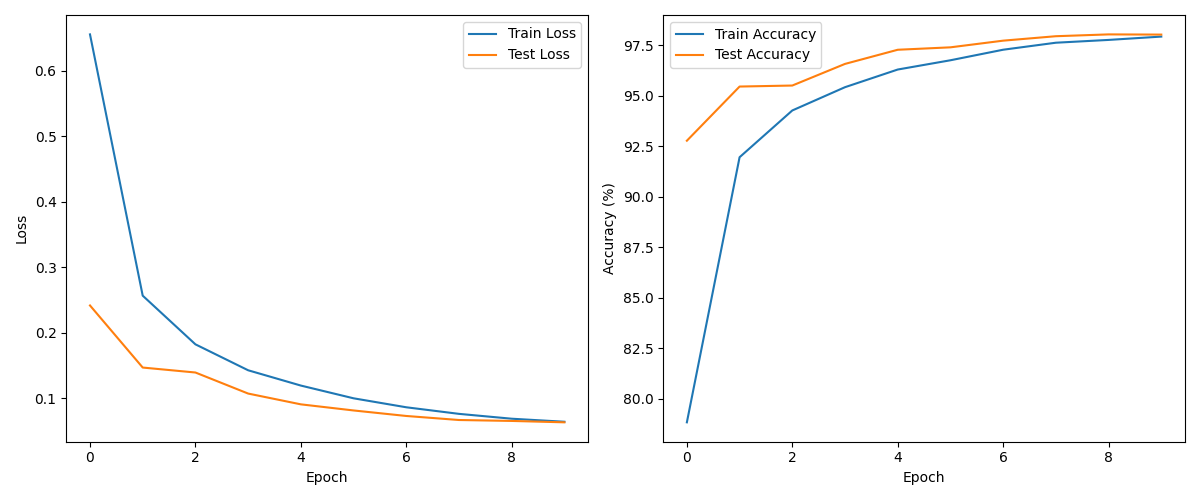 Train Loss
Test Loss
0.6
0.5
0.4
0.3
0.2
0.1
Loss
0 2 4 6 8
Epoch
Train Accuracy
Test Accuracy
97.5
95.0
92.5
90.0
87.5
85.0
82.5
80.0
Accuracy (%)
0 2 4 6 8
Epoch